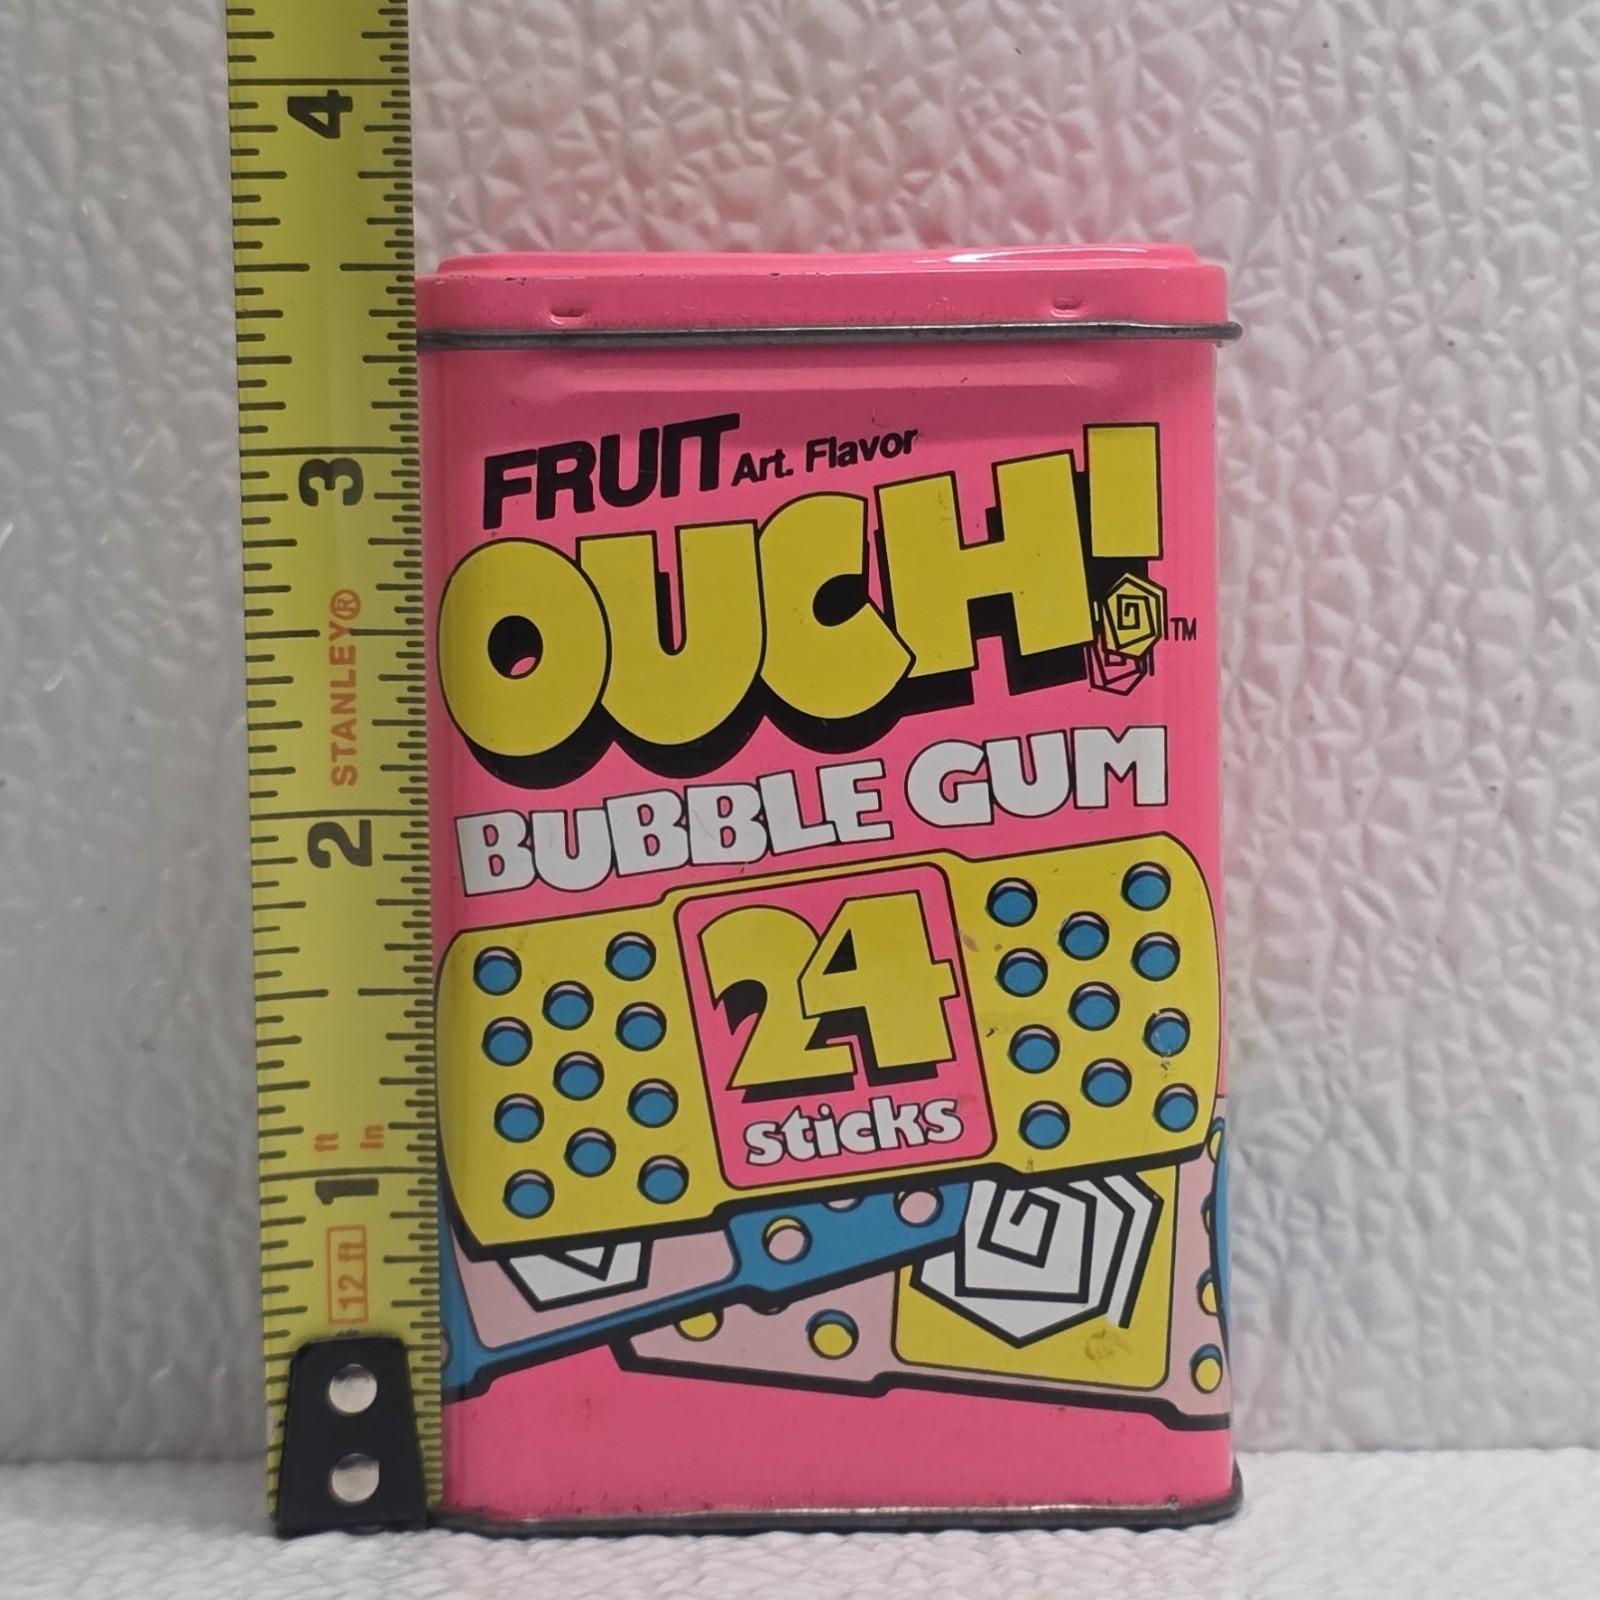 4
3
STANLEY®
2
ft
in
1
12 ft
FRUIT Art. Flavor
OUCH! TM
BUBBLE GUM
24
sticks